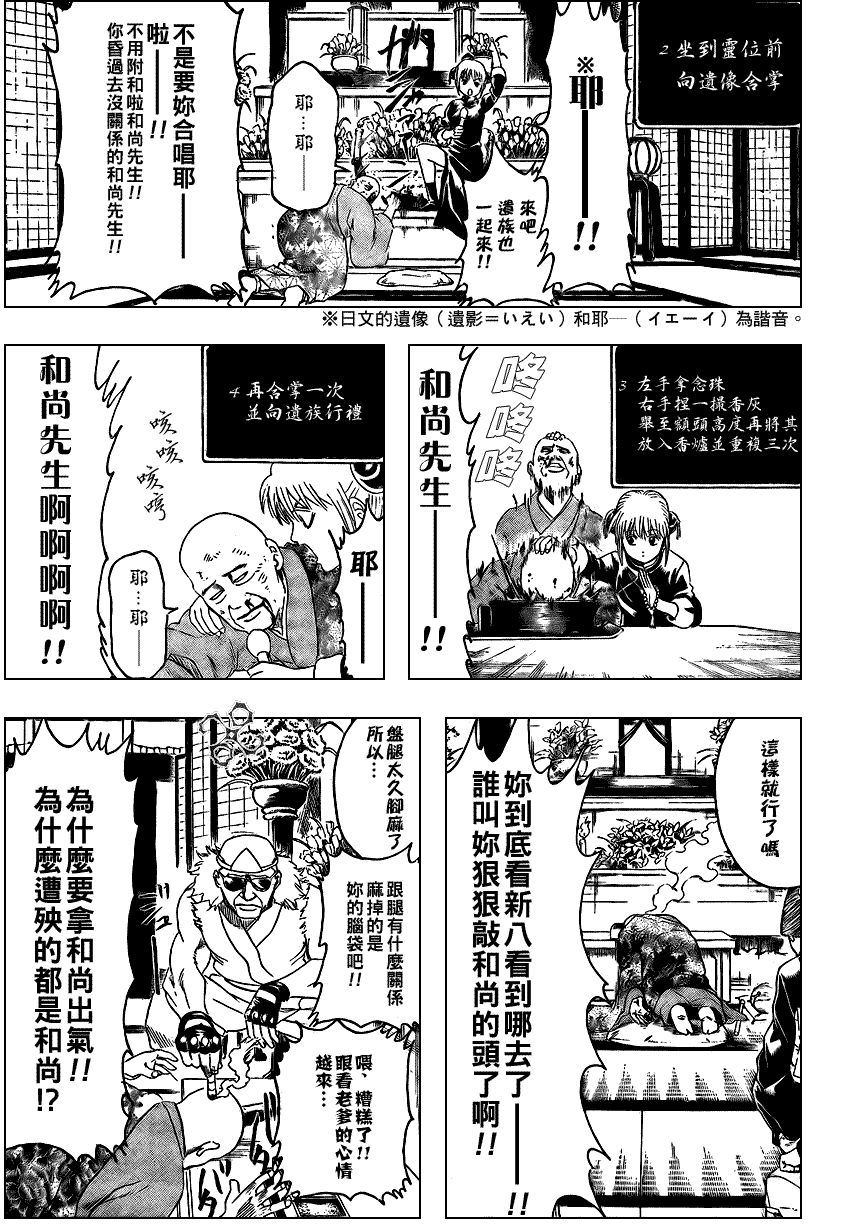 2 坐到靈位前
向遺像合掌
※耶——!!
來吧
遺族也
一起來!!
耶…耶——
不是要妳合唱耶——
啦——!!
不用附和啦和尚先生!!
你昏過去沒關係的和尚先生!!
※日文的遺像（遺影＝いえい）和耶─（イエーイ）為諧音。
3 左手拿念珠
右手捏一撮香灰
舉至額頭高度再將其
放入香爐並重複三次
咚咚咚
和尚先生——!!
4 再合掌一次
並向遺族行禮
耶——
咳咳
咳
耶…耶——
和尚先生啊啊啊啊!!
這樣就行了嗎
妳到底看新八看到哪去了——!!
誰叫妳狠狠敲和尚的頭了啊!!
盤腿太久腳麻了
所以…
跟腿有什麼關係
麻掉的是
妳的腦袋吧!!
喂、糟糕了!!
眼看老爹的心情
越來…
為什麼要拿和尚出氣!!
為什麼遭殃的都是和尚!?
バタ
バタ